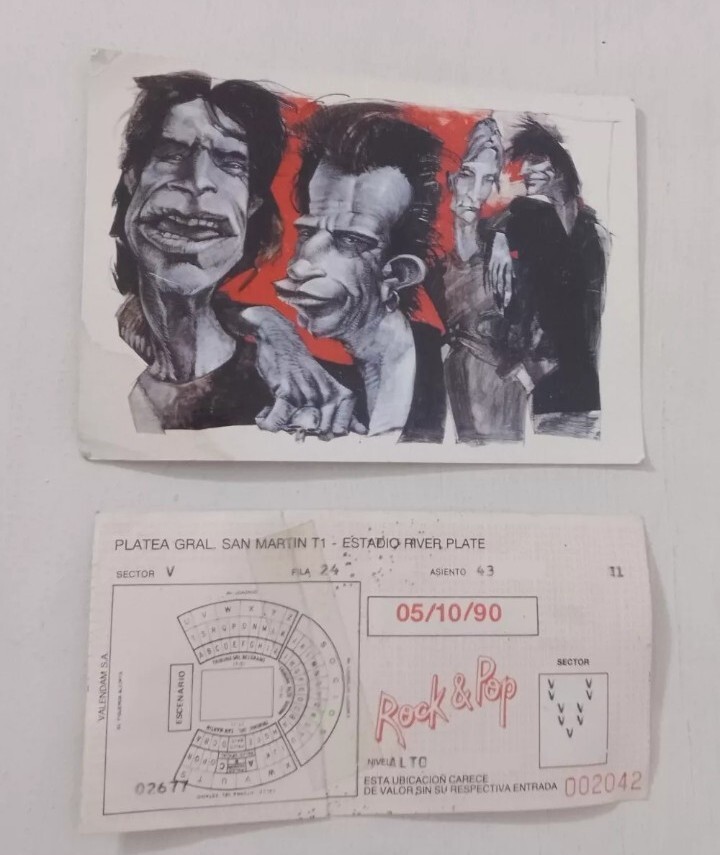 PLATEA GRAL. SAN MARTIN T1 - ESTADIO RIVER PLATE
SECTOR V FILA 24 ASIENTO 43 11
05/10/90
VALENDAM S.A.
ESCENARIO
SOCIOS
Rock & Pop
SECTOR
V
NIVEL ALTO
ESTA UBICACION CARECE
DE VALOR SIN SU RESPECTIVA ENTRADA
02677
002042